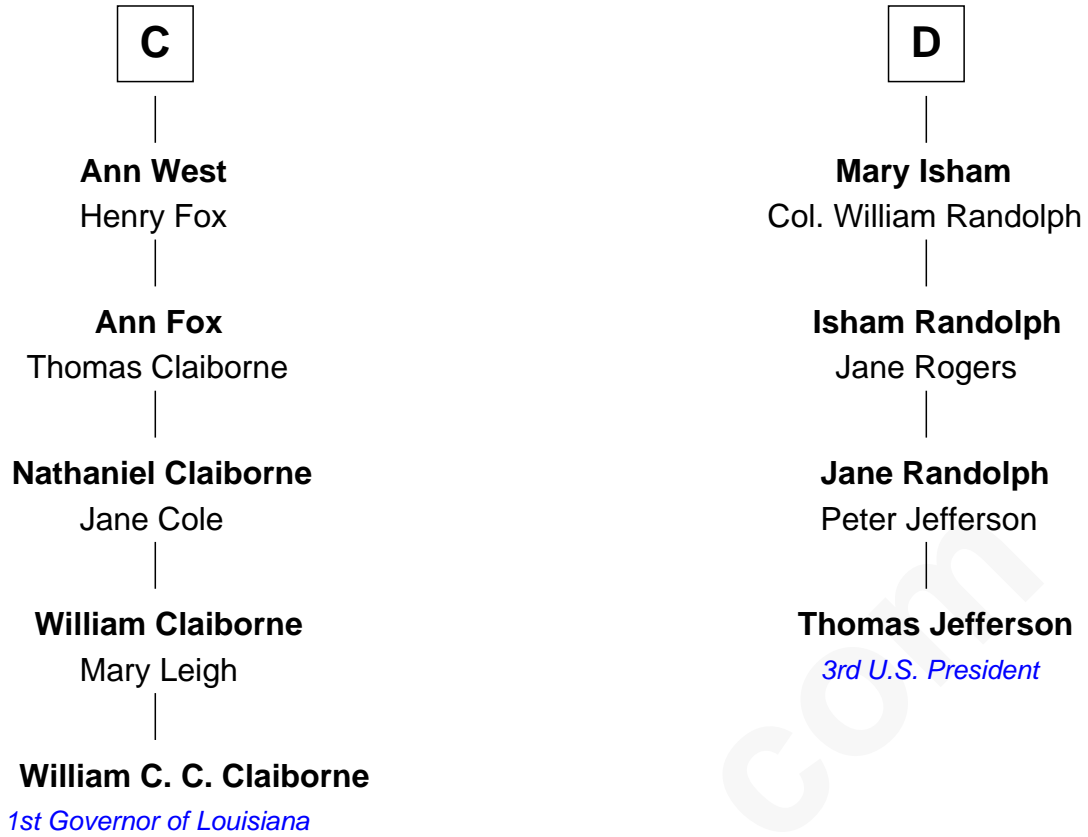 C
Ann West
Henry Fox
Ann Fox
Thomas Claiborne
Nathaniel Claiborne
Jane Cole
William Claiborne
Mary Leigh
William C. C. Claiborne
1st Governor of Louisiana
D
Mary Isham
Col. William Randolph
Isham Randolph
Jane Rogers
Jane Randolph
Peter Jefferson
Thomas Jefferson
3rd U.S. President
com